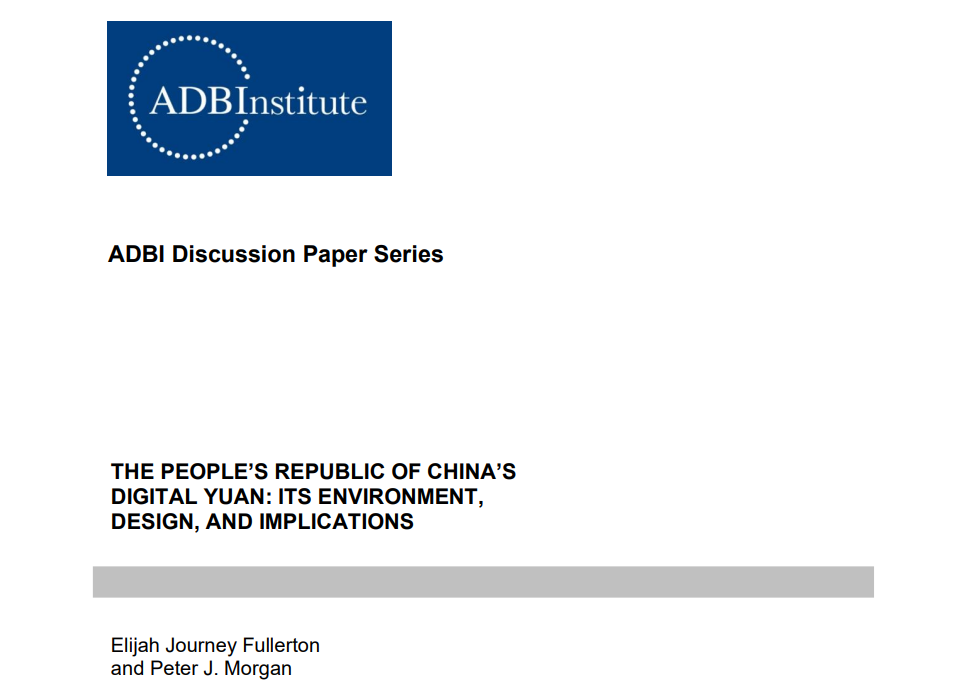 ADBInstitute
ADBI Discussion Paper Series
THE PEOPLE’S REPUBLIC OF CHINA’S
DIGITAL YUAN: ITS ENVIRONMENT,
DESIGN, AND IMPLICATIONS
Elijah Journey Fullerton
and Peter J. Morgan